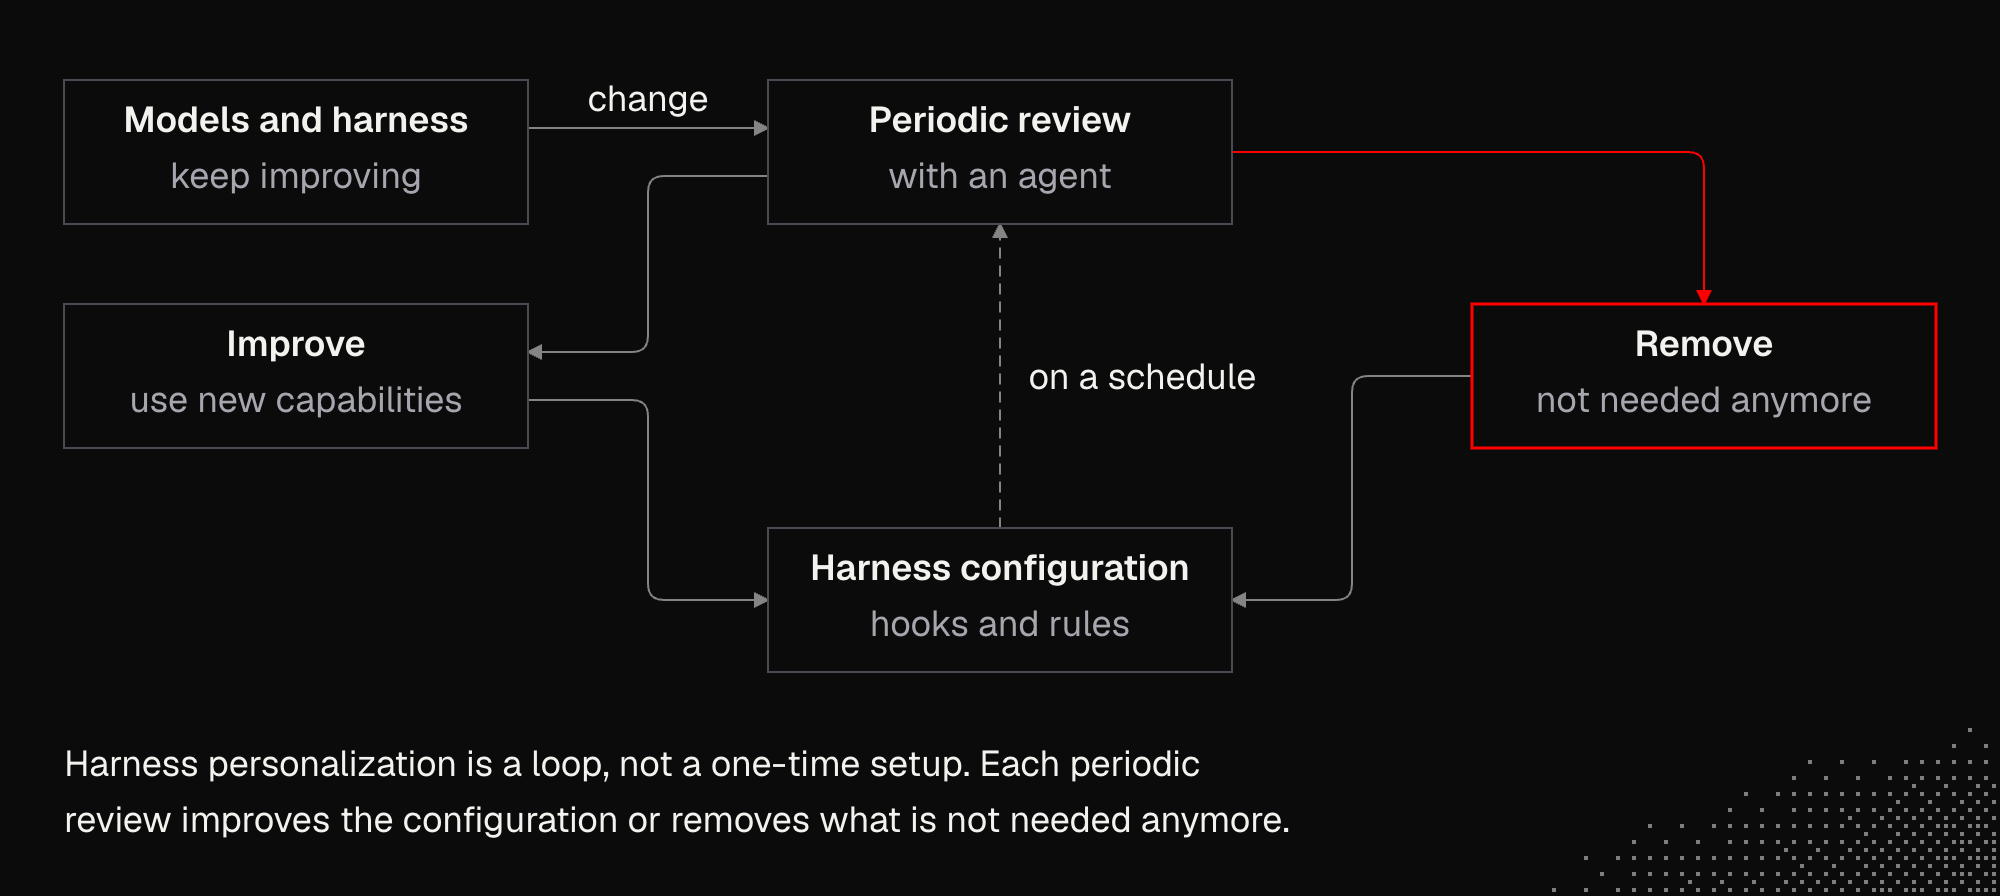 Models and harness
keep improving
change
Periodic review
with an agent
Improve
use new capabilities
on a schedule
Remove
not needed anymore
Harness configuration
hooks and rules
Harness personalization is a loop, not a one-time setup. Each periodic
review improves the configuration or removes what is not needed anymore.